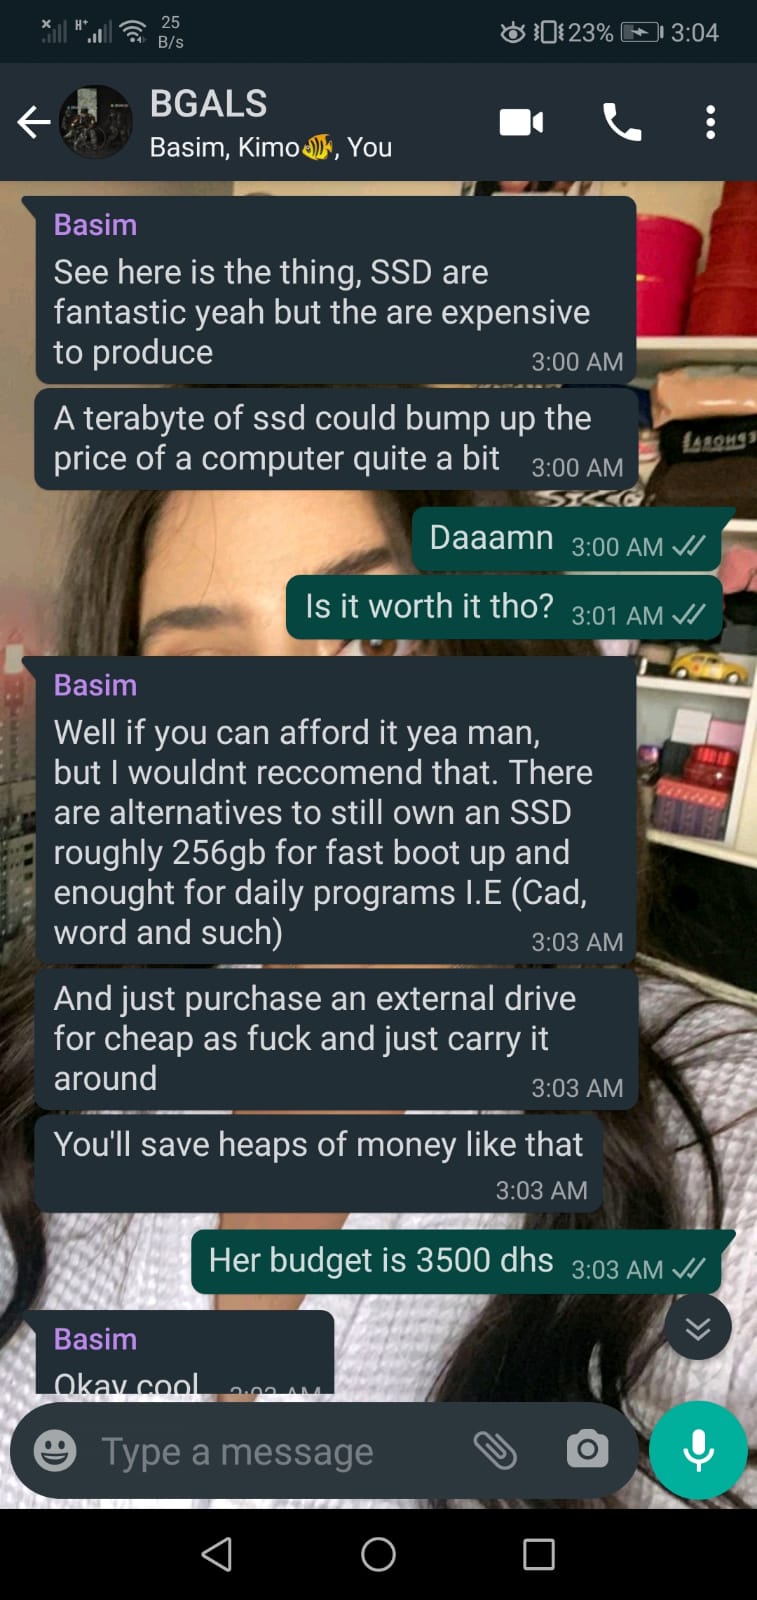 25
B/s
23%
3:04
BGALS
Basim, Kimo🐠, You
Basim
See here is the thing, SSD are
fantastic yeah but the are expensive
to produce
3:00 AM
A terabyte of ssd could bump up the
price of a computer quite a bit
3:00 AM
Daaamn 3:00 AM
Is it worth it tho? 3:01 AM
Basim
Well if you can afford it yea man,
but I wouldnt reccomend that. There
are alternatives to still own an SSD
roughly 256gb for fast boot up and
enought for daily programs I.E (Cad,
word and such)
3:03 AM
And just purchase an external drive
for cheap as fuck and just carry it
around
3:03 AM
You'll save heaps of money like that
3:03 AM
Her budget is 3500 dhs 3:03 AM
Basim
Okay cool 3:03 AM
Type a message